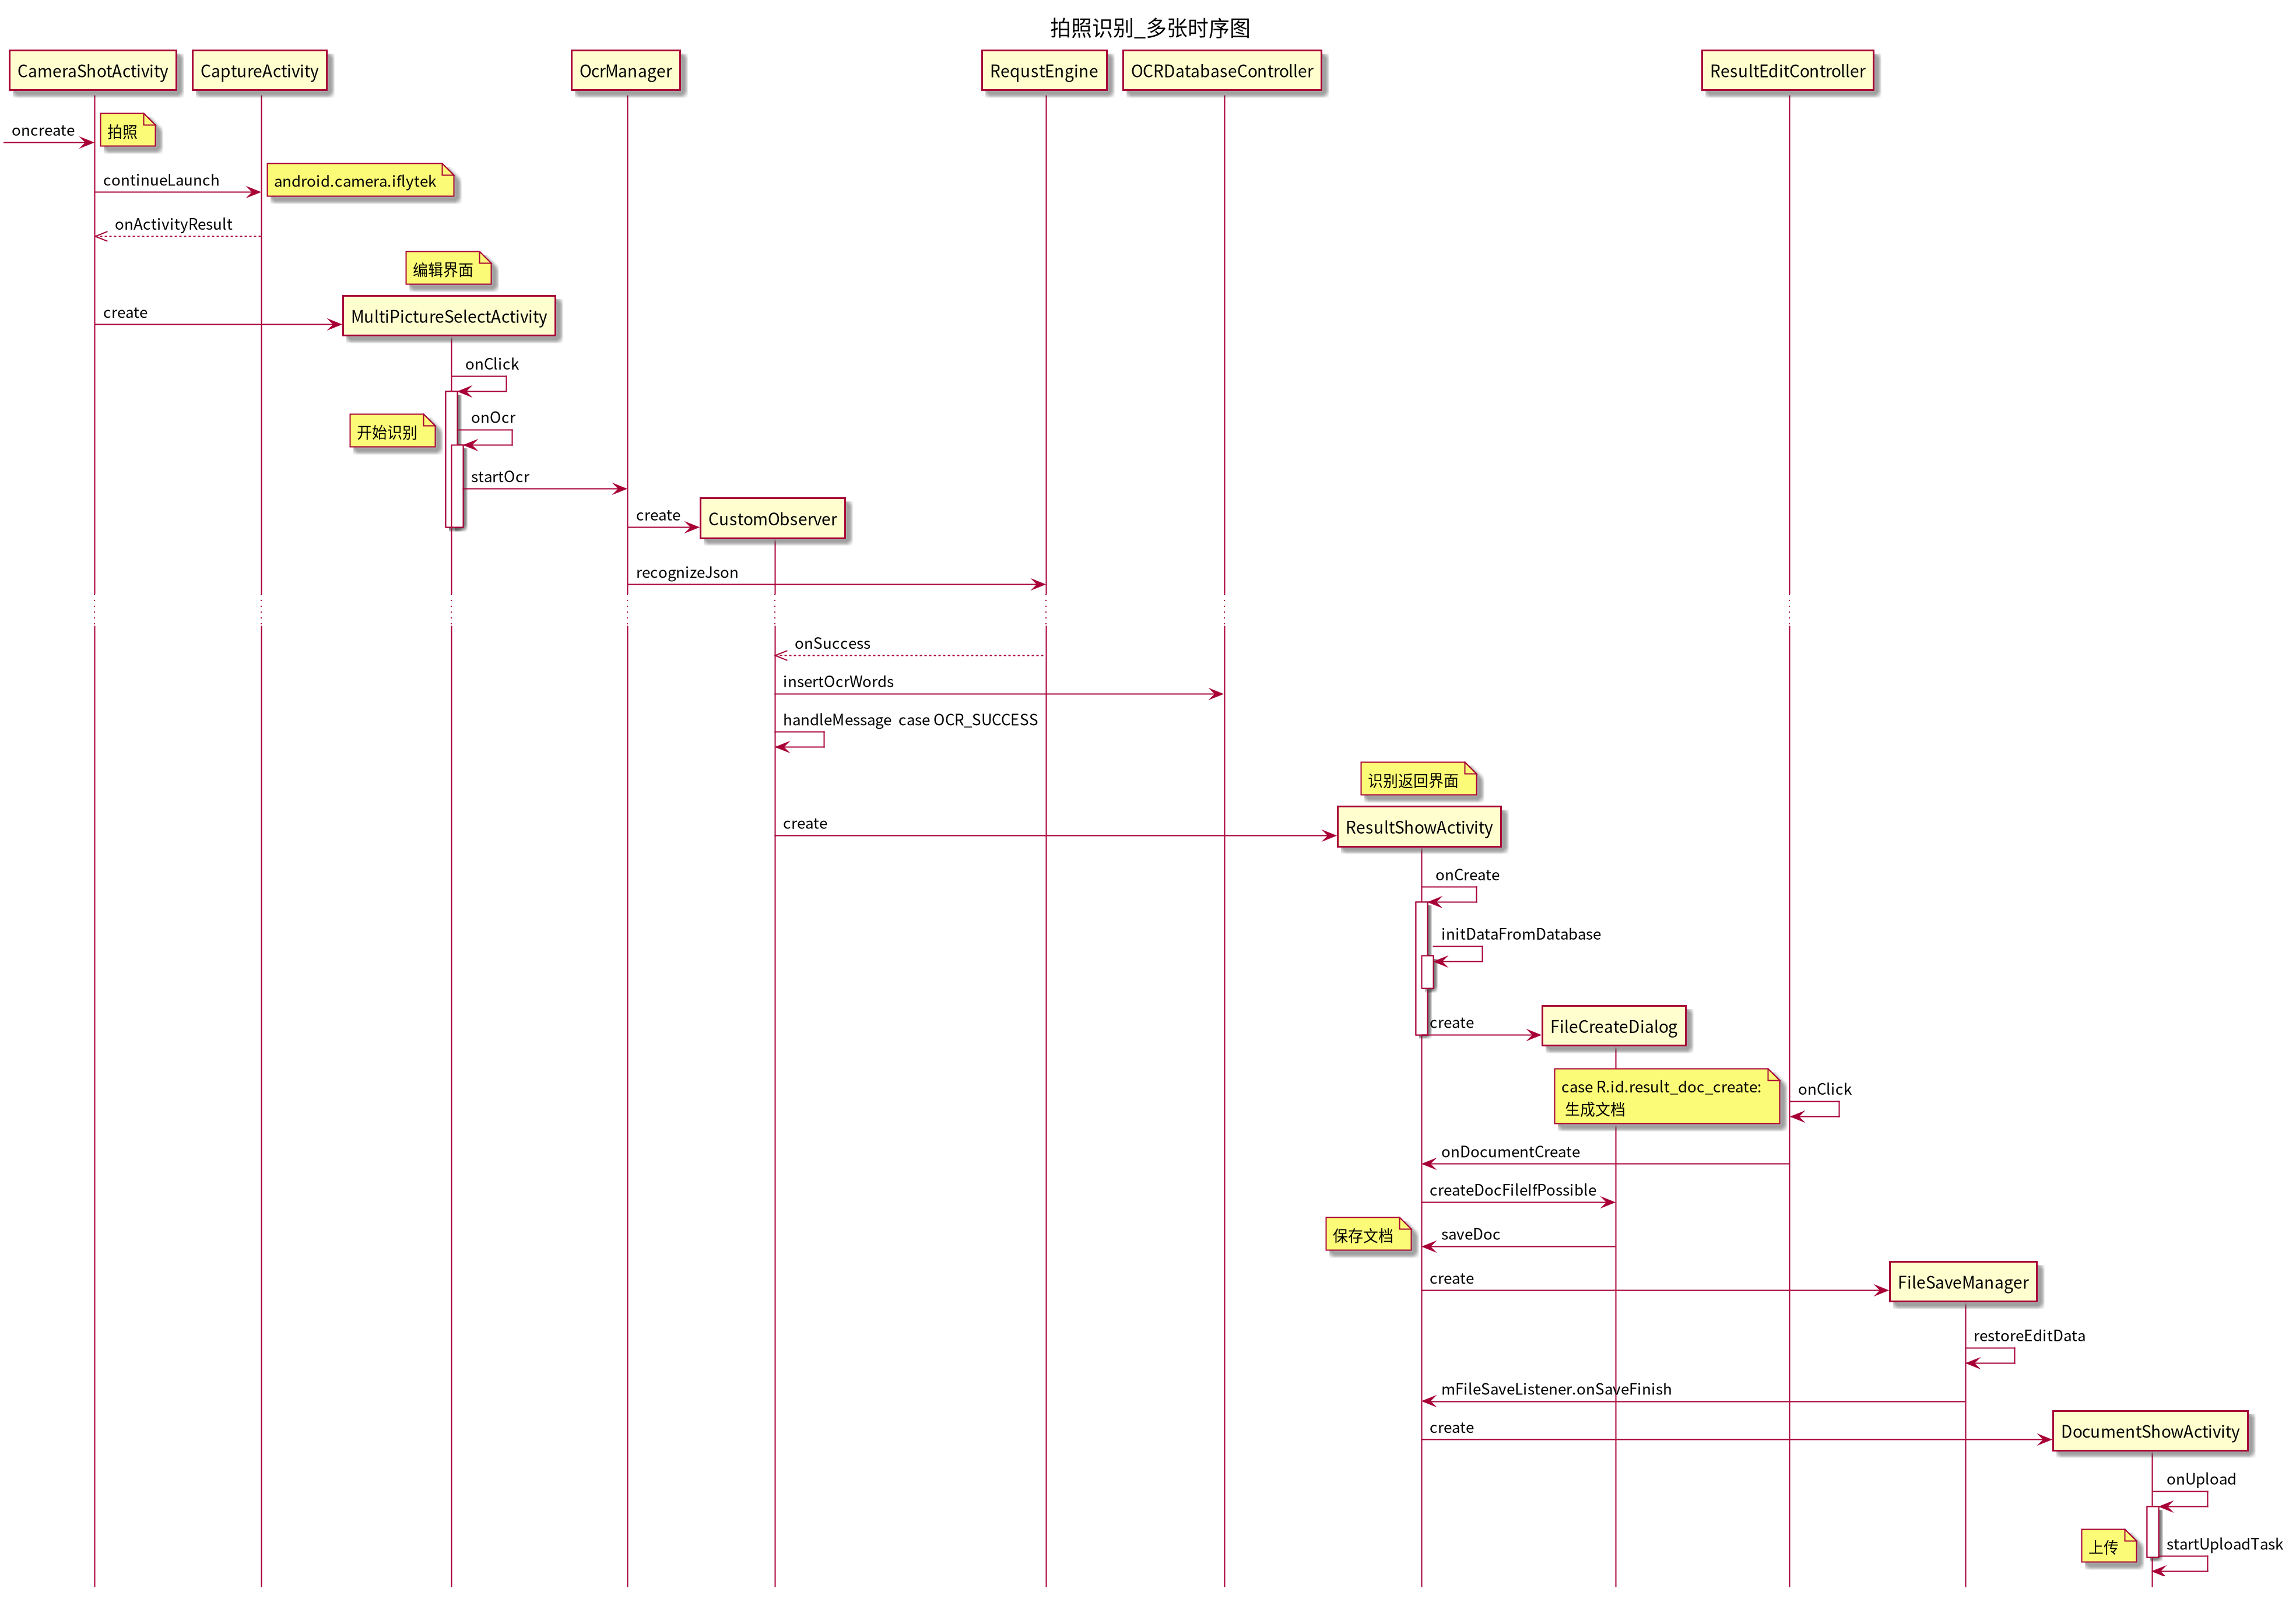 拍照识别_多张时序图
CameraShotActivity
CaptureActivity
OcrManager
RequstEngine
OCRDatabaseController
ResultEditController
oncreate
拍照
continueLaunch
android.camera.iflytek
onActivityResult
编辑界面
create
MultiPictureSelectActivity
onClick
onOcr
开始识别
startOcr
create
CustomObserver
recognizeJson
onSuccess
insertOcrWords
handleMessage case OCR_SUCCESS
识别返回界面
create
ResultShowActivity
onCreate
initDataFromDatabase
create
FileCreateDialog
case R.id.result_doc_create:
生成文档
onClick
onDocumentCreate
createDocFileIfPossible
保存文档
saveDoc
create
FileSaveManager
restoreEditData
mFileSaveListener.onSaveFinish
create
DocumentShowActivity
onUpload
上传
startUploadTask